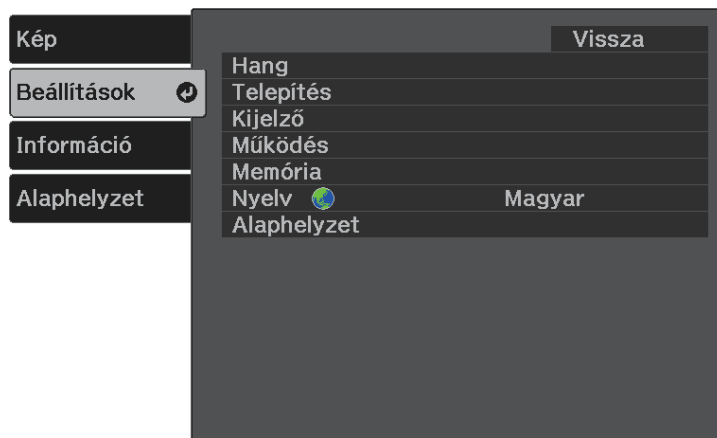 Kép
Beállítások
Információ
Alaphelyzet
Vissza
Hang
Telepítés
Kijelző
Működés
Memória
Nyelv Magyar
Alaphelyzet